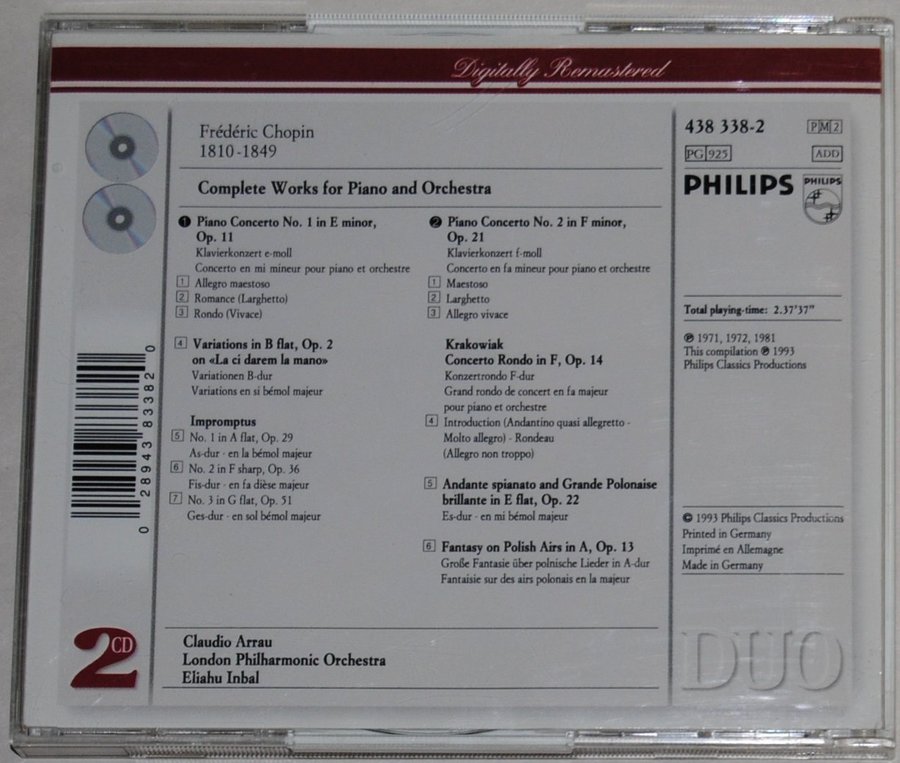 Digitally Remastered
Frédéric Chopin
1810-1849
Complete Works for Piano and Orchestra
1 Piano Concerto No. 1 in E minor,
Op. 11
Klavierkonzert e-moll
Concerto en mi mineur pour piano et orchestre
1 Allegro maestoso
2 Romance (Larghetto)
3 Rondo (Vivace)
4 Variations in B flat, Op. 2
on «La ci darem la mano»
Variationen B-dur
Variations en si bémol majeur
Impromptus
5 No. 1 in A flat, Op. 29
As-dur · en la bémol majeur
6 No. 2 in F sharp, Op. 36
Fis-dur · en fa dièse majeur
7 No. 3 in G flat, Op. 51
Ges-dur · en sol bémol majeur
2 Piano Concerto No. 2 in F minor,
Op. 21
Klavierkonzert f-moll
Concerto en fa mineur pour piano et orchestre
1 Maestoso
2 Larghetto
3 Allegro vivace
Krakowiak
Concerto Rondo in F, Op. 14
Konzertrondo F-dur
Grand rondo de concert en fa majeur
pour piano et orchestre
4 Introduction (Andantino quasi allegretto -
Molto allegro) - Rondeau
(Allegro non troppo)
5 Andante spianato and Grande Polonaise
brillante in E flat, Op. 22
Es-dur · en mi bémol majeur
6 Fantasy on Polish Airs in A, Op. 13
Große Fantasie über polnische Lieder in A-dur
Fantaisie sur des airs polonais en la majeur
Claudio Arrau
London Philharmonic Orchestra
Eliahu Inbal
438 338-2 PM2
PG 925 ADD
PHILIPS
PHILIPS
Total playing-time: 2.37'37"
℗ 1971, 1972, 1981
This compilation ℗ 1993
Philips Classics Productions
© 1993 Philips Classics Productions
Printed in Germany
Imprimé en Allemagne
Made in Germany
DUO
0 28943 83382 0
2 CD